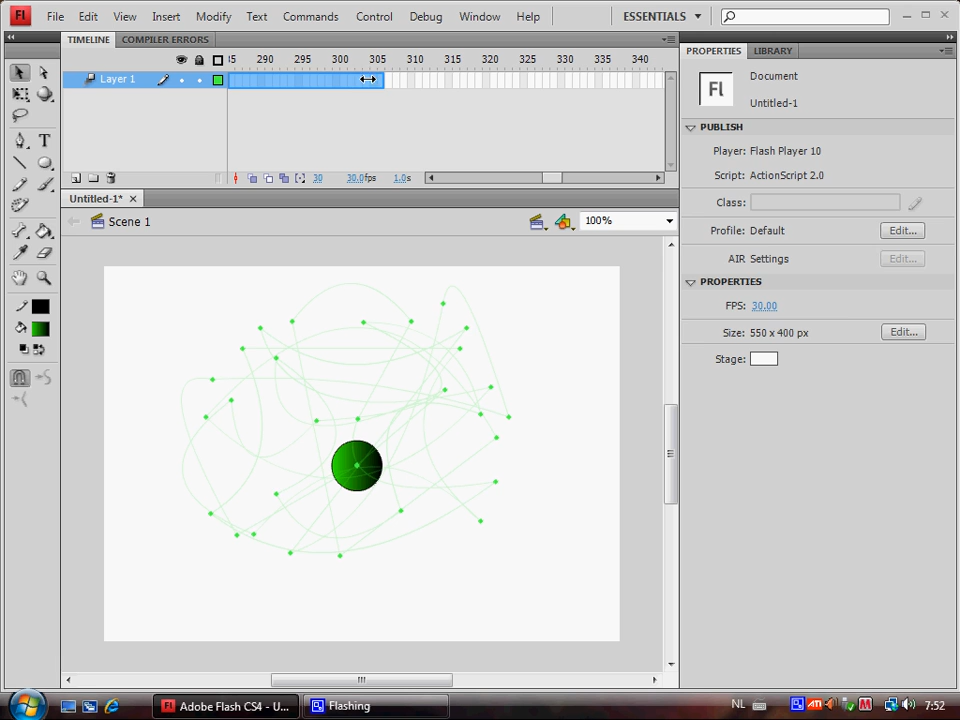 Fl File Edit View Insert Modify Text Commands Control Debug Window Help ESSENTIALS
TIMELINE COMPILER ERRORS
290 295 300 305 310 315 320 325 330 335 340
Layer 1
30 30.0fps 1.0s
Untitled-1* ×
Scene 1 100%
PROPERTIES LIBRARY
Fl
Document
Untitled-1
PUBLISH
Player: Flash Player 10
Script: ActionScript 2.0
Class:
Profile: Default Edit...
AIR Settings Edit...
PROPERTIES
FPS: 30.00
Size: 550 x 400 px Edit...
Stage:
Fl Adobe Flash CS4 - U... Flashing NL ATI M 7:52